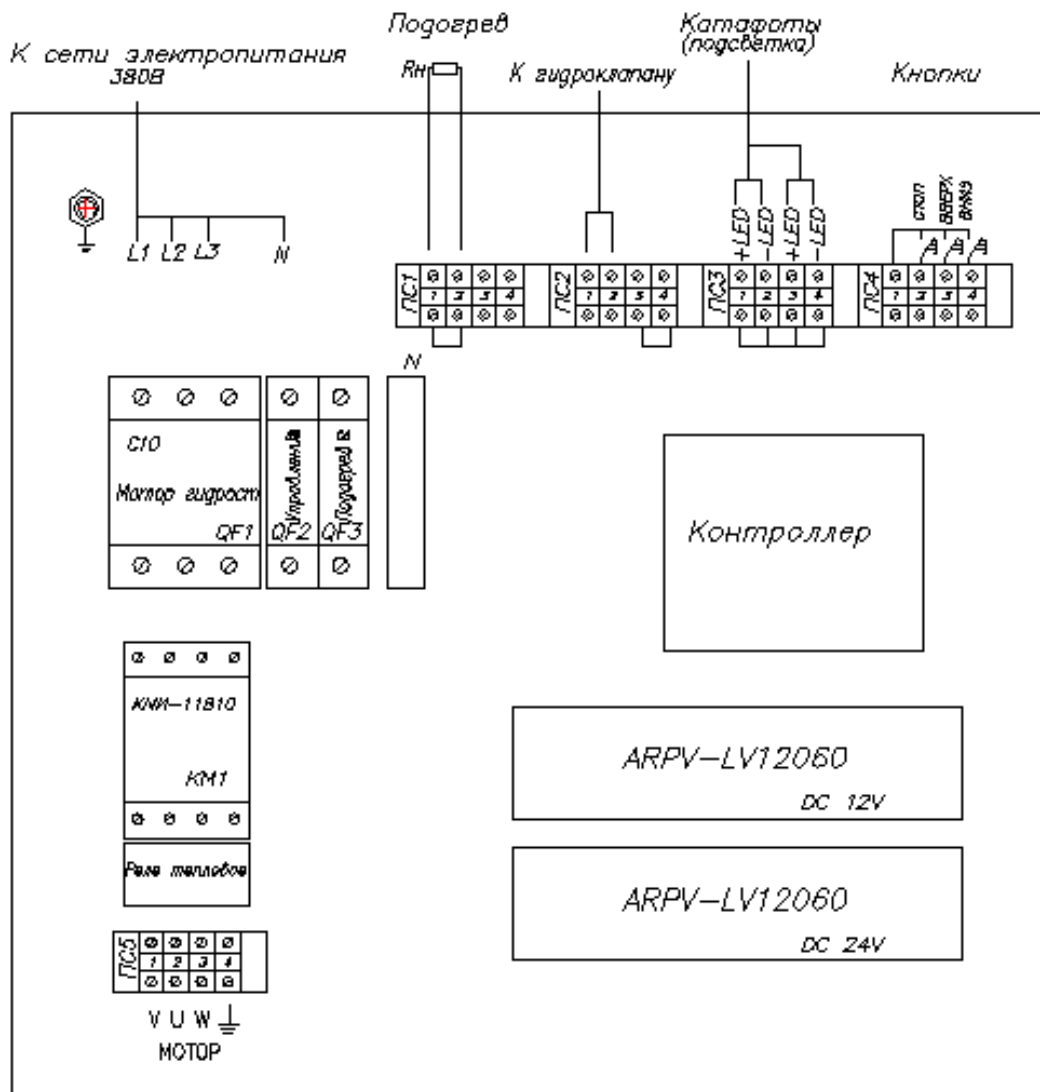 К сети электропитания
380В
Подогрев
Rн
К гидроклапану
Катафоты
(подсветка)
Кнопки
L1 L2 L3 N
+LED -LED +LED -LED
СТОП
ВВЕРХ
ВНИЗ
ПС1 1 2 3 4
ПС2 1 2 3 4
ПС3 1 2 3 4
ПС4 1 2 3 4
N
C10
Мотор гидрост
QF1
Управление
QF2
Подогрев
QF3
Контроллер
КМИ-11810
КМ1
Реле тепловое
ARPV-LV12060
DC 12V
ARPV-LV12060
DC 24V
ПС5 1 2 3 4
V U W
МОТОР